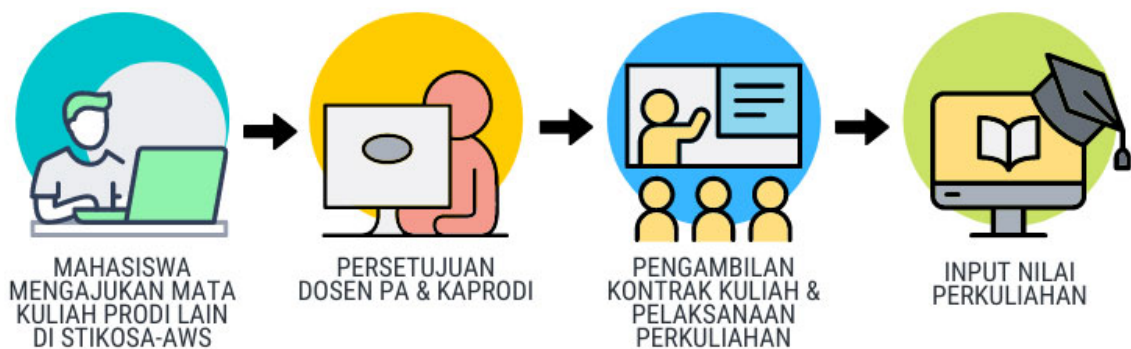 MAHASISWA
MENGAJUKAN MATA
KULIAH PRODI LAIN
DI STIKOSA-AWS
PERSETUJUAN
DOSEN PA & KAPRODI
PENGAMBILAN
KONTRAK KULIAH &
PELAKSANAAN
PERKULIAHAN
INPUT NILAI
PERKULIAHAN